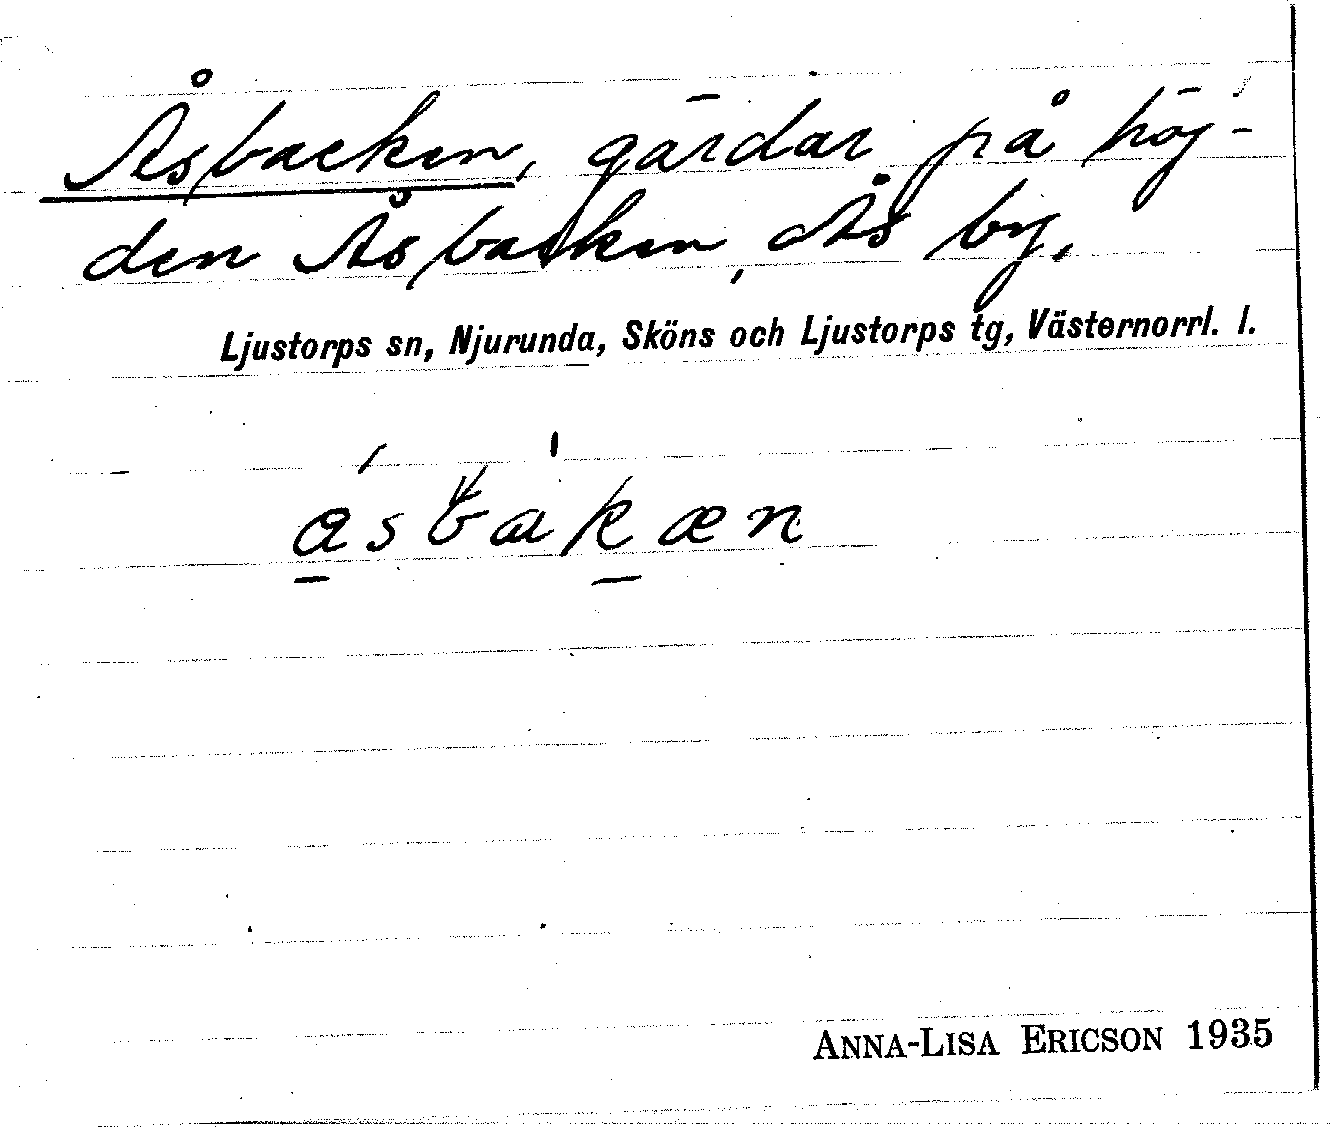 Åsbacken, gårdar på höj-
den Åsbacken, Ås by.
Ljustorps sn, Njurunda, Sköns och Ljustorps tg, Västernorrl. l.
åsbakæn
ANNA-LISA ERICSON 1935